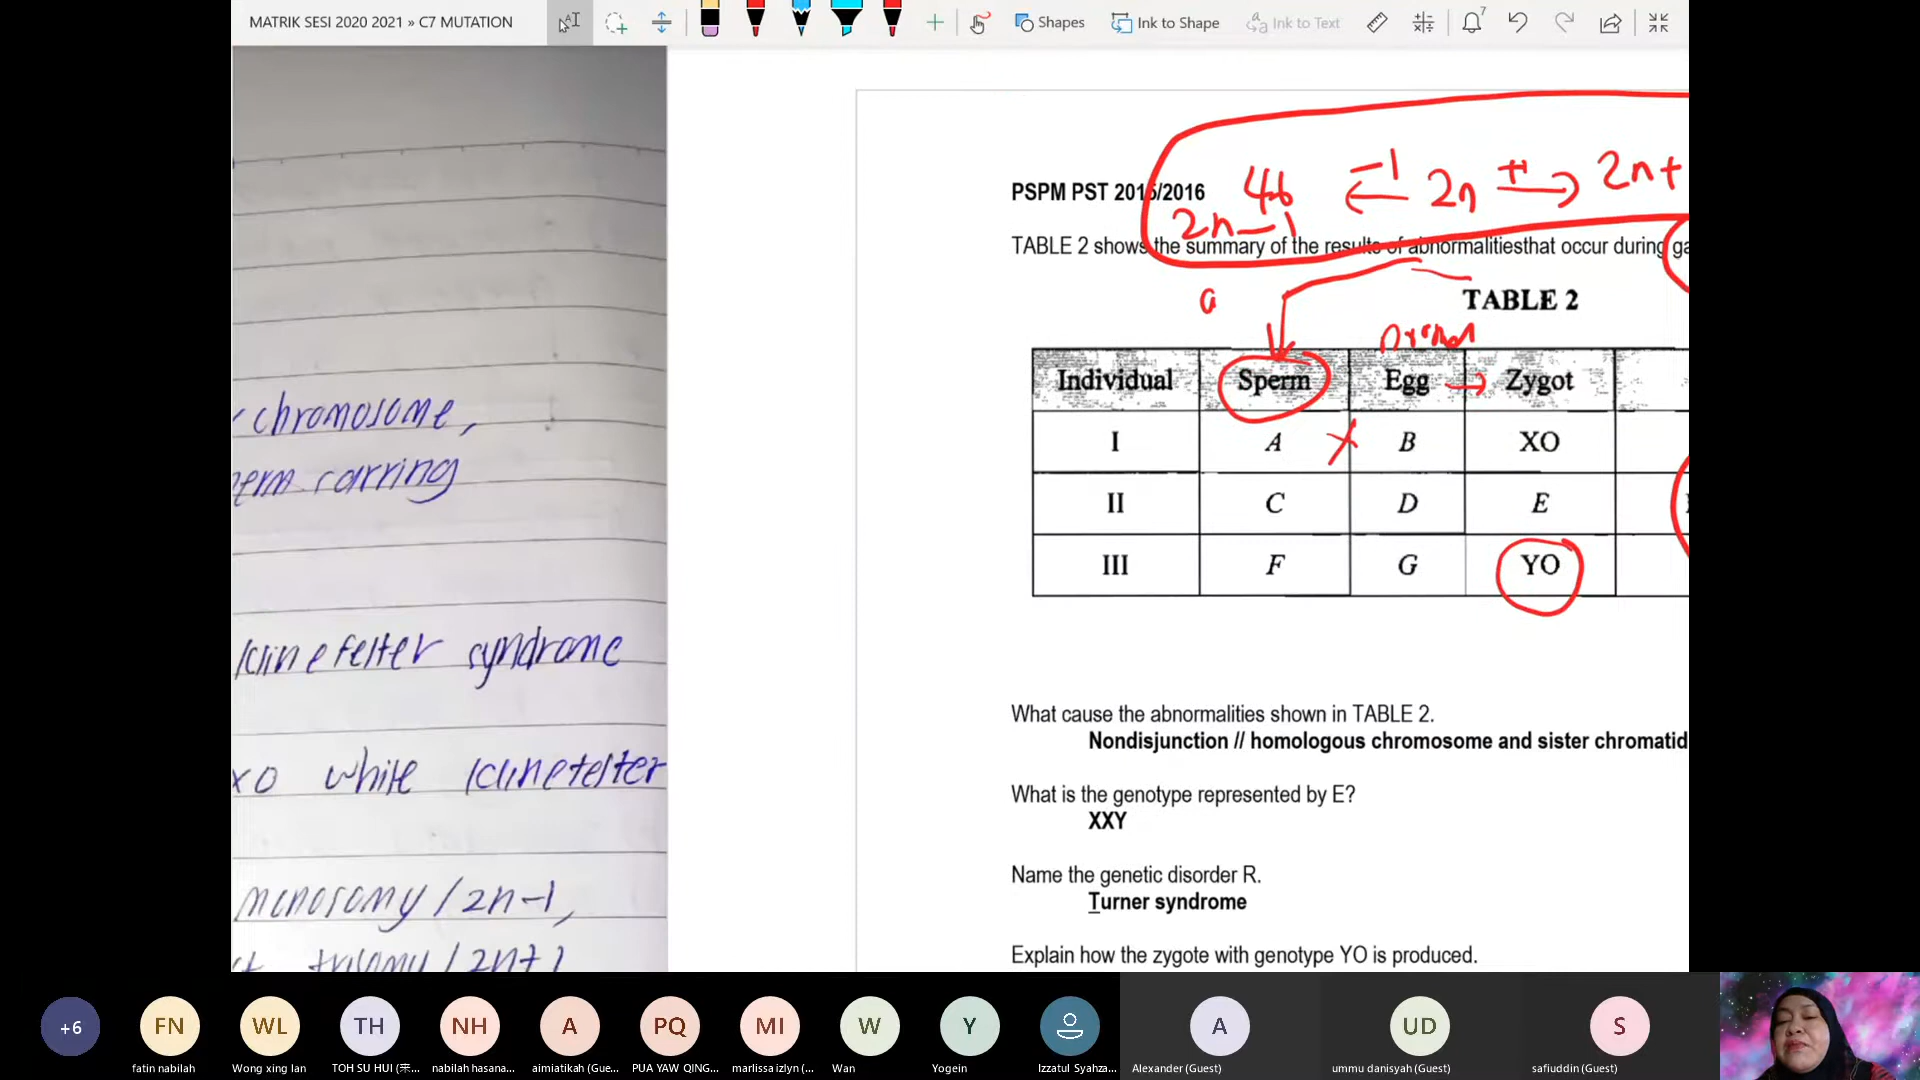 MATRIK SESI 2020 2021 » C7 MUTATION
Shapes
Ink to Shape
Ink to Text
7
chromosome,
carring
klinefelter syndrome
XO while klinefelter
monosomy / 2n-1,
trisomy / 2n+1
46 ← -1 2n + → 2n+
2n-1
PSPM PST 2015/2016
TABLE 2 shows the summary of the results of abnormalitiesthat occur during ga
TABLE 2
Individual Sperm Egg → Zygot
I A × B XO
II C D E
III F G YO
What cause the abnormalities shown in TABLE 2.
Nondisjunction // homologous chromosome and sister chromatid
What is the genotype represented by E?
XXY
Name the genetic disorder R.
Turner syndrome
Explain how the zygote with genotype YO is produced.
+6 FN WL TH NH A PQ MI W Y A UD S
fatin nabilah
Wong xing lan
TOH SU HUI
nabilah hasana...
aimiatikah (Gue...
PUA YAW QING...
marlissa izlyn (...
Wan
Yogein
Izzatul Syahza...
Alexander (Guest)
ummu danisyah (Guest)
safiuddin (Guest)